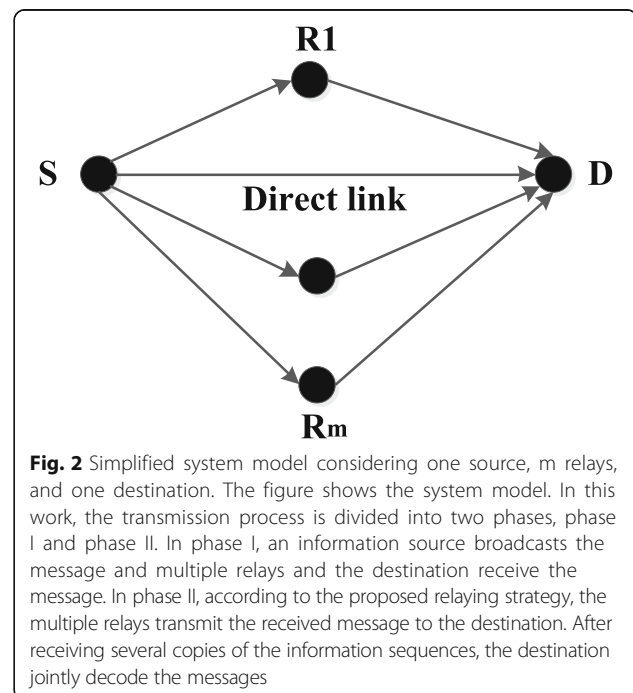 R1
S
D
Direct link
Rm
Fig. 2 Simplified system model considering one source, m relays,
and one destination. The figure shows the system model. In this
work, the transmission process is divided into two phases, phase
I and phase II. In phase I, an information source broadcasts the
message and multiple relays and the destination receive the
message. In phase II, according to the proposed relaying strategy, the
multiple relays transmit the received message to the destination. After
receiving several copies of the information sequences, the destination
jointly decode the messages